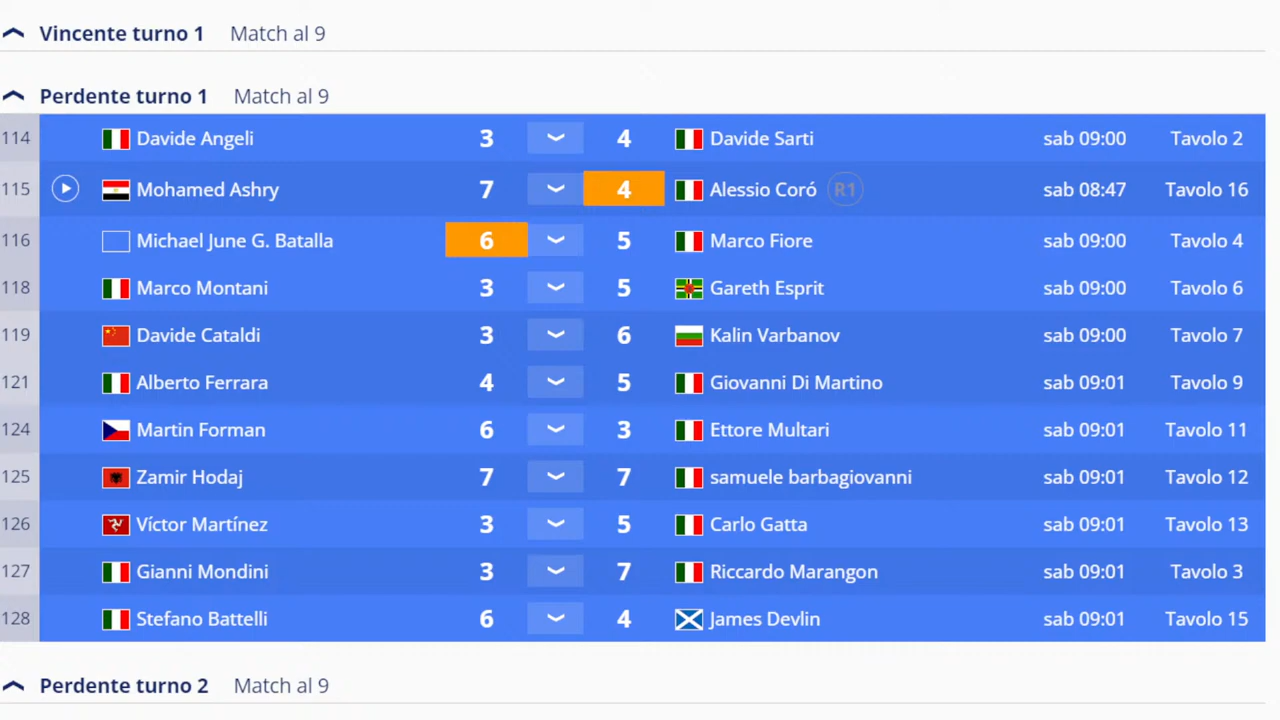 Vincente turno 1 Match al 9
Perdente turno 1 Match al 9
114 Davide Angeli 3 4 Davide Sarti sab 09:00 Tavolo 2
115 Mohamed Ashry 7 4 Alessio Coró R1 sab 08:47 Tavolo 16
116 Michael June G. Batalla 6 5 Marco Fiore sab 09:00 Tavolo 4
118 Marco Montani 3 5 Gareth Esprit sab 09:00 Tavolo 6
119 Davide Cataldi 3 6 Kalin Varbanov sab 09:00 Tavolo 7
121 Alberto Ferrara 4 5 Giovanni Di Martino sab 09:01 Tavolo 9
124 Martin Forman 6 3 Ettore Multari sab 09:01 Tavolo 11
125 Zamir Hodaj 7 7 samuele barbagiovanni sab 09:01 Tavolo 12
126 Víctor Martínez 3 5 Carlo Gatta sab 09:01 Tavolo 13
127 Gianni Mondini 3 7 Riccardo Marangon sab 09:01 Tavolo 3
128 Stefano Battelli 6 4 James Devlin sab 09:01 Tavolo 15
Perdente turno 2 Match al 9